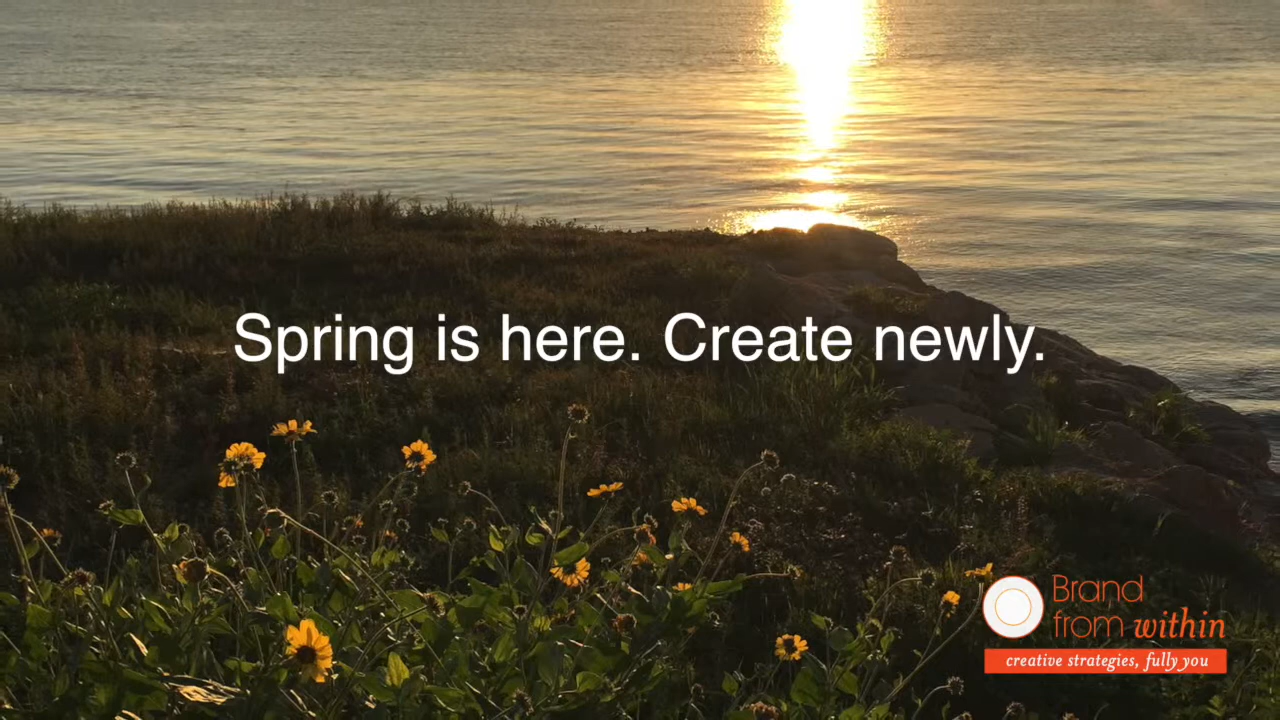 Spring is here. Create newly.
Brand
from within
creative strategies, fully you